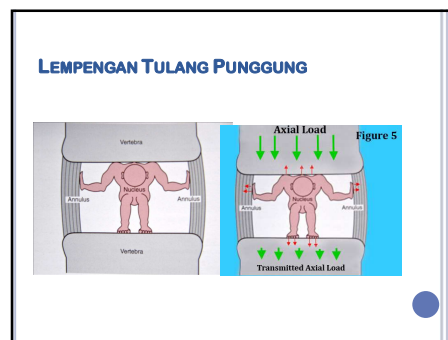 LEMPENGAN TULANG PUNGGUNG
Vertebra
Nucleus
Annulus
Annulus
Vertebra
Axial Load
Figure 5
Nucleus
Annulus
Annulus
Transmitted Axial Load